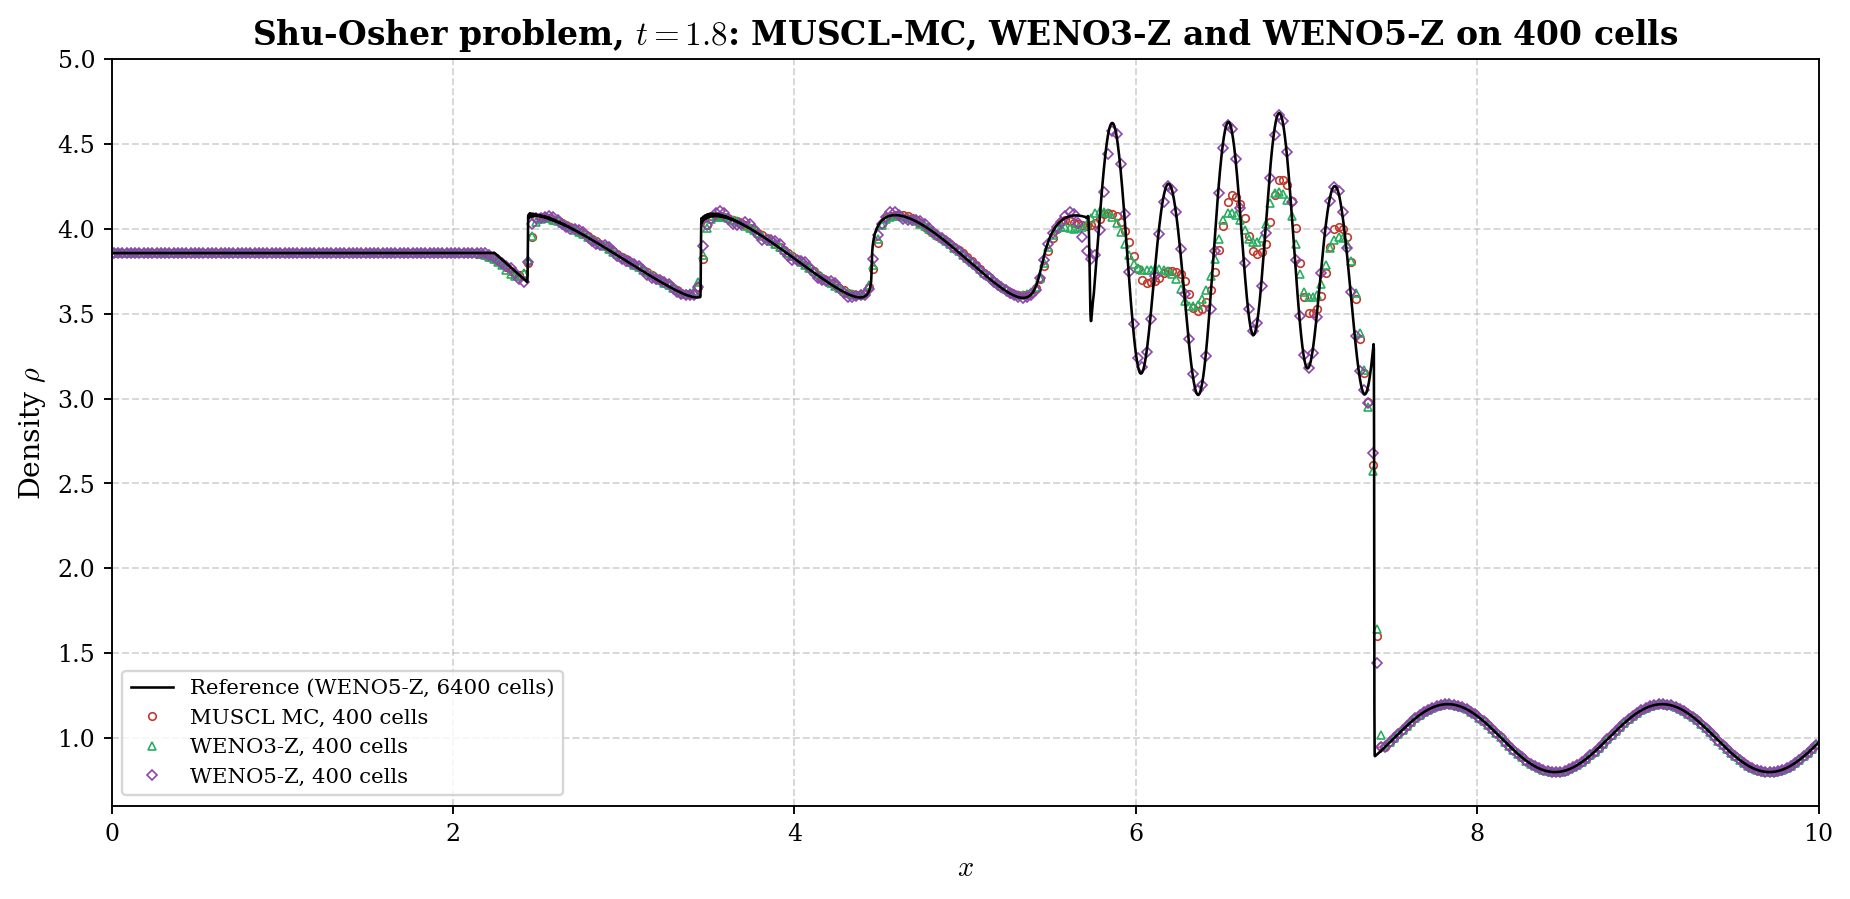 Shu-Osher problem, t = 1.8: MUSCL-MC, WENO3-Z and WENO5-Z on 400 cells
5.0
4.5
4.0
3.5
3.0
2.5
2.0
1.5
1.0
Density ρ
Reference (WENO5-Z, 6400 cells)
MUSCL MC, 400 cells
WENO3-Z, 400 cells
WENO5-Z, 400 cells
0 2 4 6 8 10
x